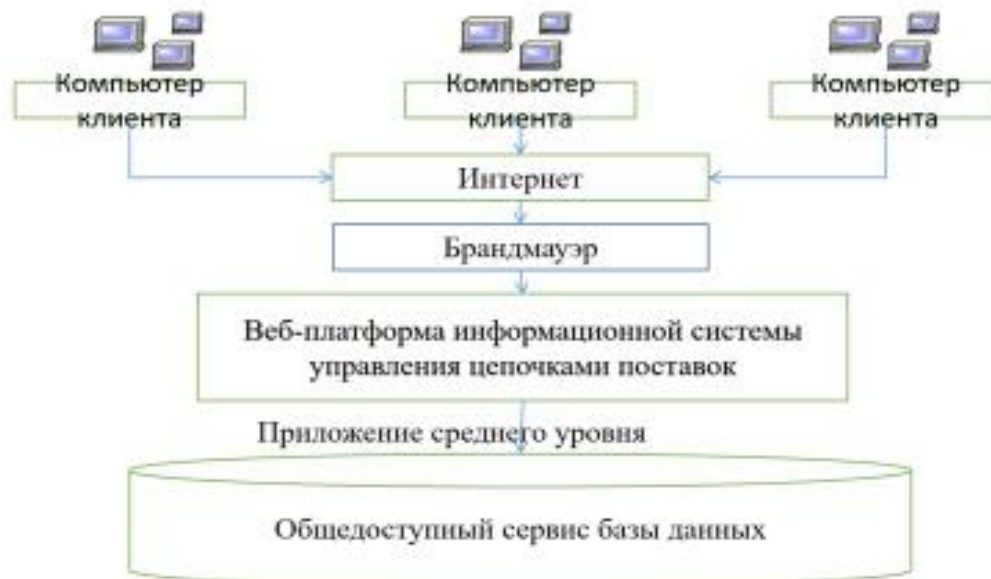 Компьютер
клиента
Компьютер
клиента
Компьютер
клиента
Интернет
Брандмауэр
Веб-платформа информационной системы
управления цепочками поставок
Приложение среднего уровня
Общедоступный сервис базы данных